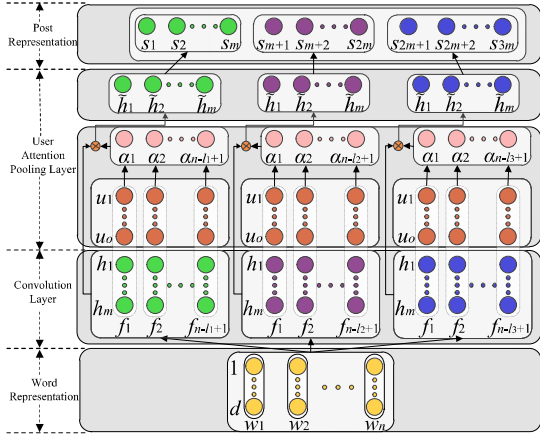 Post
Representation
s1 s2 sm sm+1 sm+2 s2m s2m+1 s2m+2 s3m
User
Attention
Pooling Layer
h̃1 h̃2 h̃m h̃1 h̃2 h̃m h̃1 h̃2 h̃m
α1 α2 αn-l1+1 α1 α2 αn-l2+1 α1 α2 αn-l3+1
u1 u1 u1
uo uo uo
Convolution
Layer
h1 h1 h1
hm hm hm
f1 f2 fn-l1+1 f1 f2 fn-l2+1 f1 f2 fn-l3+1
Word
Representation
1
d
w1 w2 wn